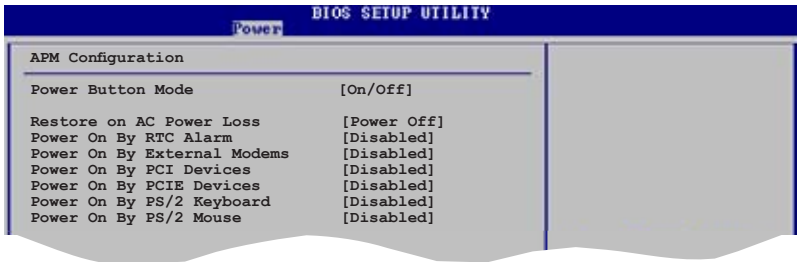 BIOS SETUP UTILITY
Power
APM Configuration
Power Button Mode [On/Off]
Restore on AC Power Loss [Power Off]
Power On By RTC Alarm [Disabled]
Power On By External Modems [Disabled]
Power On By PCI Devices [Disabled]
Power On By PCIE Devices [Disabled]
Power On By PS/2 Keyboard [Disabled]
Power On By PS/2 Mouse [Disabled]